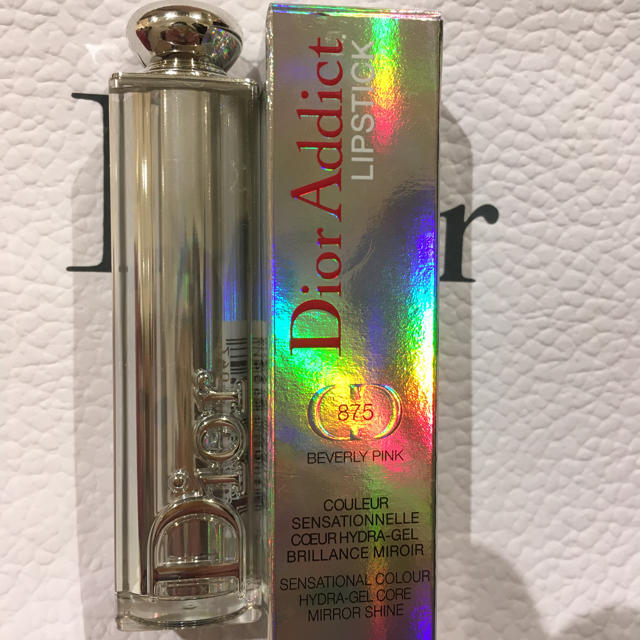 Dior
Dior Addict
LIPSTICK
CD
875
BEVERLY PINK
COULEUR
SENSATIONNELLE
CŒUR HYDRA-GEL
BRILLANCE MIROIR
SENSATIONAL COLOUR
HYDRA-GEL CORE
MIRROR SHINE